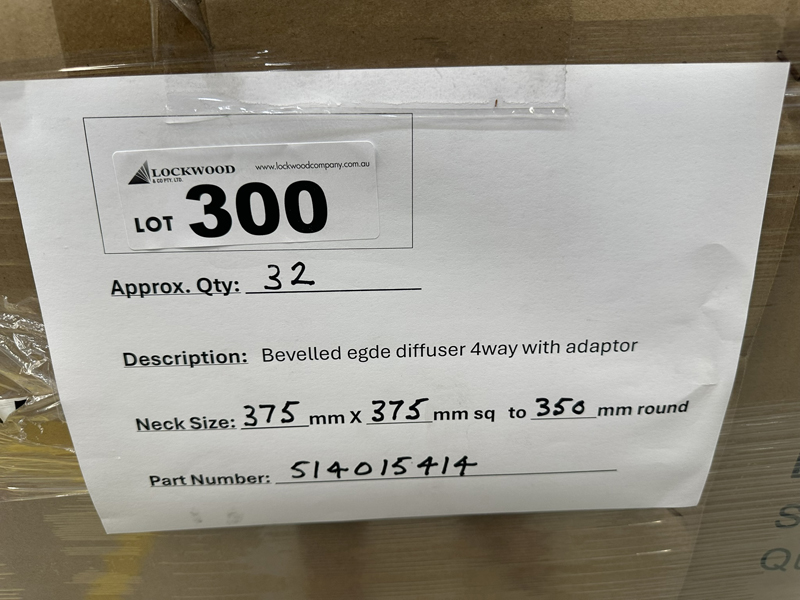 LOCKWOOD
& CO PTY. LTD.
www.lockwoodcompany.com.au
LOT 300
Approx. Qty: 32
Description: Bevelled egde diffuser 4way with adaptor
Neck Size: 375 mm X 375 mm sq to 350 mm round
Part Number: 514015414